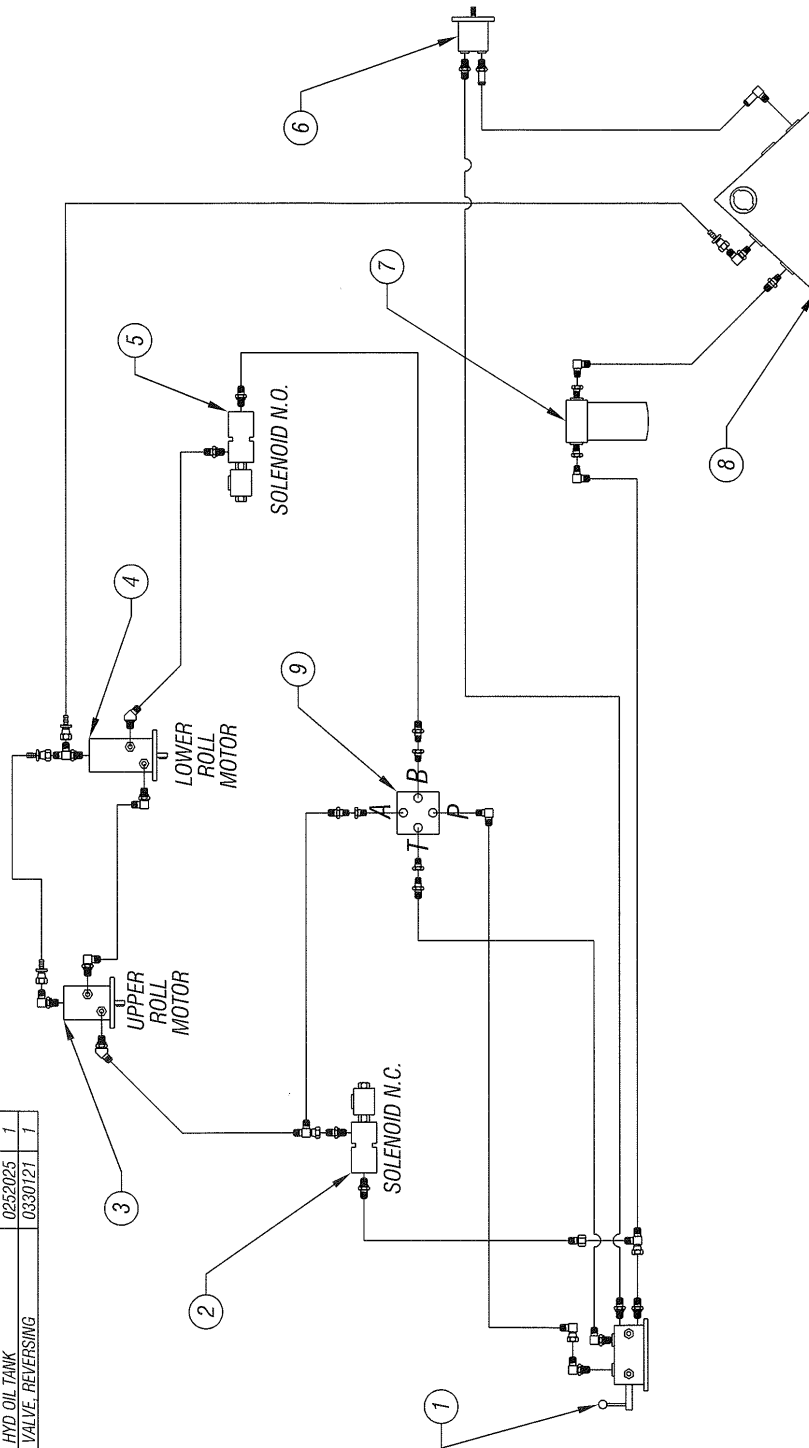 HYD OIL TANK 0252025 1
VALVE, REVERSING 0330121 1
3
UPPER
ROLL
MOTOR
4
LOWER
ROLL
MOTOR
5
SOLENOID N.O.
6
2
SOLENOID N.C.
9
A
B
T
P
7
8
1